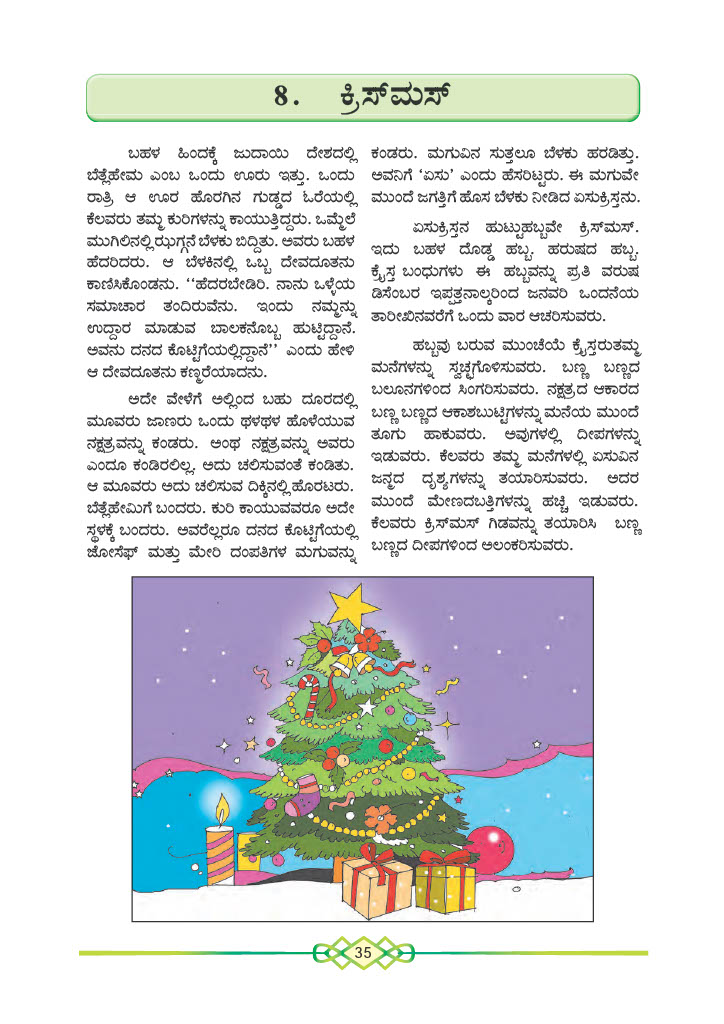 8. ಕ್ರಿಸ್‌ಮಸ್
ಬಹಳ ಹಿಂದಕ್ಕೆ ಜುದಾಯಿ ದೇಶದಲ್ಲಿ
ಬೆತ್ಲೆಹೇಮ ಎಂಬ ಒಂದು ಊರು ಇತ್ತು. ಒಂದು
ರಾತ್ರಿ ಆ ಊರ ಹೊರಗಿನ ಗುಡ್ಡದ ಓರೆಯಲ್ಲಿ
ಕೆಲವರು ತಮ್ಮ ಕುರಿಗಳನ್ನು ಕಾಯುತ್ತಿದ್ದರು. ಒಮ್ಮೆಲೆ
ಮುಗಿಲಿನಲ್ಲಿ ಝಗ್ಗನೆ ಬೆಳಕು ಬಿದ್ದಿತು. ಅವರು ಬಹಳ
ಹೆದರಿದರು. ಆ ಬೆಳಕಿನಲ್ಲಿ ಒಬ್ಬ ದೇವದೂತನು
ಕಾಣಿಸಿಕೊಂಡನು. ‘‘ಹೆದರಬೇಡಿರಿ. ನಾನು ಒಳ್ಳೆಯ
ಸಮಾಚಾರ ತಂದಿರುವೆನು. ಇಂದು ನಮ್ಮನ್ನು
ಉದ್ದಾರ ಮಾಡುವ ಬಾಲಕನೊಬ್ಬ ಹುಟ್ಟಿದ್ದಾನೆ.
ಅವನು ದನದ ಕೊಟ್ಟಿಗೆಯಲ್ಲಿದ್ದಾನೆ’’ ಎಂದು ಹೇಳಿ
ಆ ದೇವದೂತನು ಕಣ್ಮರೆಯಾದನು.
ಅದೇ ವೇಳೆಗೆ ಅಲ್ಲಿಂದ ಬಹು ದೂರದಲ್ಲಿ
ಮೂವರು ಜಾಣರು ಒಂದು ಥಳಥಳ ಹೊಳೆಯುವ
ನಕ್ಷತ್ರವನ್ನು ಕಂಡರು. ಅಂಥ ನಕ್ಷತ್ರವನ್ನು ಅವರು
ಎಂದೂ ಕಂಡಿರಲಿಲ್ಲ. ಅದು ಚಲಿಸುವಂತೆ ಕಂಡಿತು.
ಆ ಮೂವರು ಅದು ಚಲಿಸುವ ದಿಕ್ಕಿನಲ್ಲಿ ಹೊರಟರು.
ಬೆತ್ಲೆಹೇಮಿಗೆ ಬಂದರು. ಕುರಿ ಕಾಯುವವರೂ ಅದೇ
ಸ್ಥಳಕ್ಕೆ ಬಂದರು. ಅವರೆಲ್ಲರೂ ದನದ ಕೊಟ್ಟಿಗೆಯಲ್ಲಿ
ಜೋಸೆಫ್ ಮತ್ತು ಮೇರಿ ದಂಪತಿಗಳ ಮಗುವನ್ನು
ಕಂಡರು. ಮಗುವಿನ ಸುತ್ತಲೂ ಬೆಳಕು ಹರಡಿತ್ತು.
ಅವನಿಗೆ ‘ಏಸು’ ಎಂದು ಹೆಸರಿಟ್ಟರು. ಈ ಮಗುವೇ
ಮುಂದೆ ಜಗತ್ತಿಗೆ ಹೊಸ ಬೆಳಕು ನೀಡಿದ ಏಸುಕ್ರಿಸ್ತನು.
ಏಸುಕ್ರಿಸ್ತನ ಹುಟ್ಟುಹಬ್ಬವೇ ಕ್ರಿಸ್‌ಮಸ್.
ಇದು ಬಹಳ ದೊಡ್ಡ ಹಬ್ಬ. ಹರುಷದ ಹಬ್ಬ.
ಕ್ರೈಸ್ತ ಬಂಧುಗಳು ಈ ಹಬ್ಬವನ್ನು ಪ್ರತಿ ವರುಷ
ಡಿಸೆಂಬರ ಇಪ್ಪತ್ತನಾಲ್ಕರಿಂದ ಜನವರಿ ಒಂದನೆಯ
ತಾರೀಖಿನವರೆಗೆ ಒಂದು ವಾರ ಆಚರಿಸುವರು.
ಹಬ್ಬವು ಬರುವ ಮುಂಚೆಯೆ ಕ್ರೈಸ್ತರುತಮ್ಮ
ಮನೆಗಳನ್ನು ಸ್ವಚ್ಛಗೊಳಿಸುವರು. ಬಣ್ಣ ಬಣ್ಣದ
ಬಲೂನಗಳಿಂದ ಸಿಂಗರಿಸುವರು. ನಕ್ಷತ್ರದ ಆಕಾರದ
ಬಣ್ಣ ಬಣ್ಣದ ಆಕಾಶಬುಟ್ಟಿಗಳನ್ನು ಮನೆಯ ಮುಂದೆ
ತೂಗು ಹಾಕುವರು. ಅವುಗಳಲ್ಲಿ ದೀಪಗಳನ್ನು
ಇಡುವರು. ಕೆಲವರು ತಮ್ಮ ಮನೆಗಳಲ್ಲಿ ಏಸುವಿನ
ಜನ್ಮದ ದೃಶ್ಯಗಳನ್ನು ತಯಾರಿಸುವರು. ಅದರ
ಮುಂದೆ ಮೇಣದಬತ್ತಿಗಳನ್ನು ಹಚ್ಚಿ ಇಡುವರು.
ಕೆಲವರು ಕ್ರಿಸ್‌ಮಸ್ ಗಿಡವನ್ನು ತಯಾರಿಸಿ ಬಣ್ಣ
ಬಣ್ಣದ ದೀಪಗಳಿಂದ ಅಲಂಕರಿಸುವರು.
35